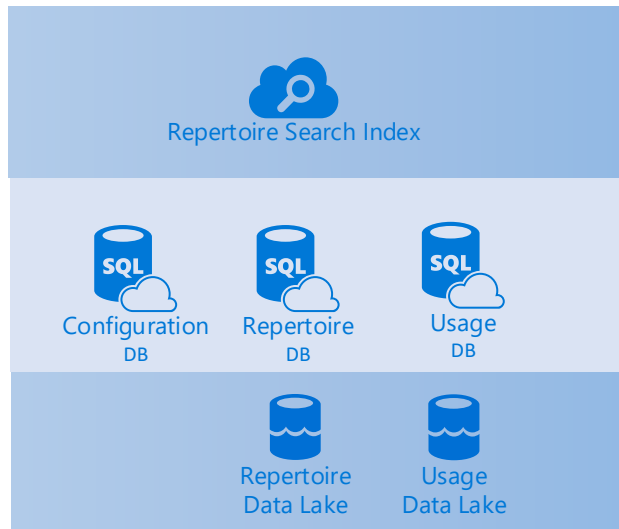 Repertoire Search Index
SQL
SQL
SQL
Configuration
DB
Repertoire
DB
Usage
DB
Repertoire
Data Lake
Usage
Data Lake